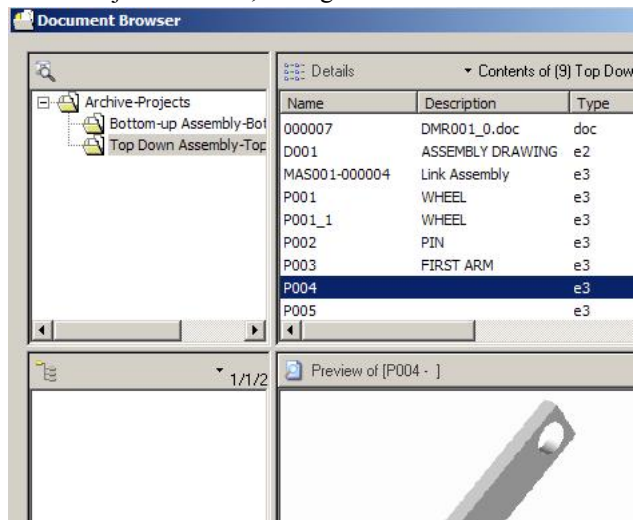 Document Browser
Details
Contents of (9) Top Dow
Archive-Projects
Bottom-up Assembly-Bot
Top Down Assembly-Top
Name Description Type
000007 DMR001_0.doc doc
D001 ASSEMBLY DRAWING e2
MAS001-000004 Link Assembly e3
P001 WHEEL e3
P001_1 WHEEL e3
P002 PIN e3
P003 FIRST ARM e3
P004 e3
P005 e3
1/1/2
Preview of [P004 - ]